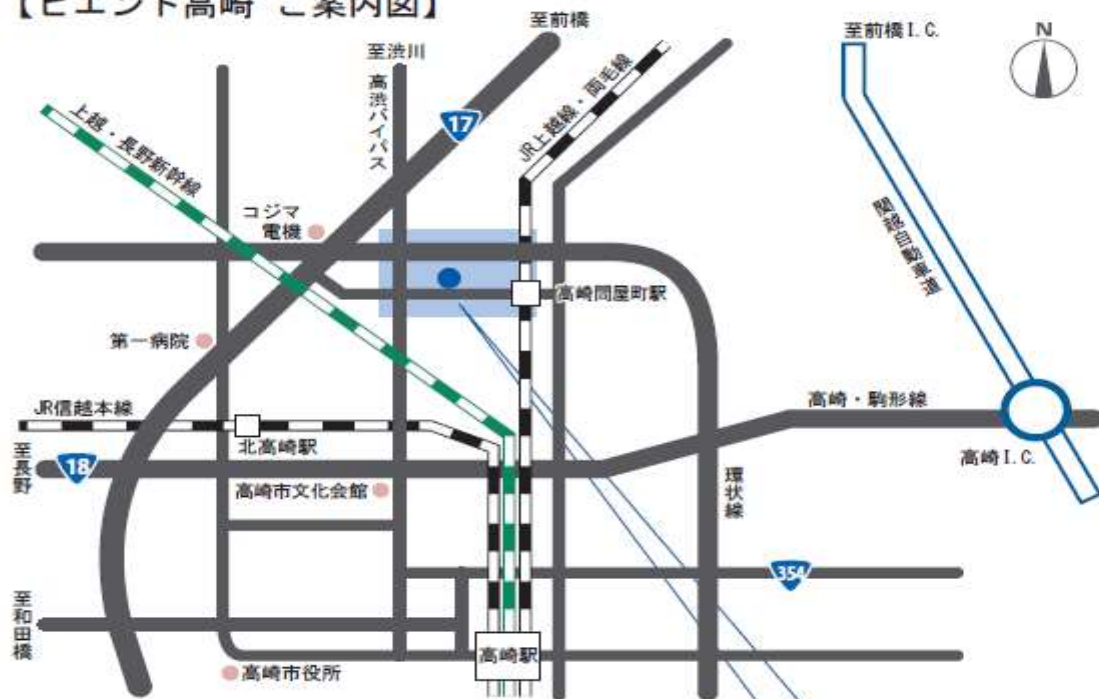 【ビエント高崎 ご案内図】
至前橋
至渋川
至前橋I.C.
N
高渋バイパス
17
JR上越線・両毛線
上越・長野新幹線
コジマ
電機
関越自動車道
高崎問屋町駅
第一病院
高崎・駒形線
JR信越本線
北高崎駅
至長野
18
高崎I.C.
高崎市文化会館
環状線
354
至和田橋
高崎駅
高崎市役所